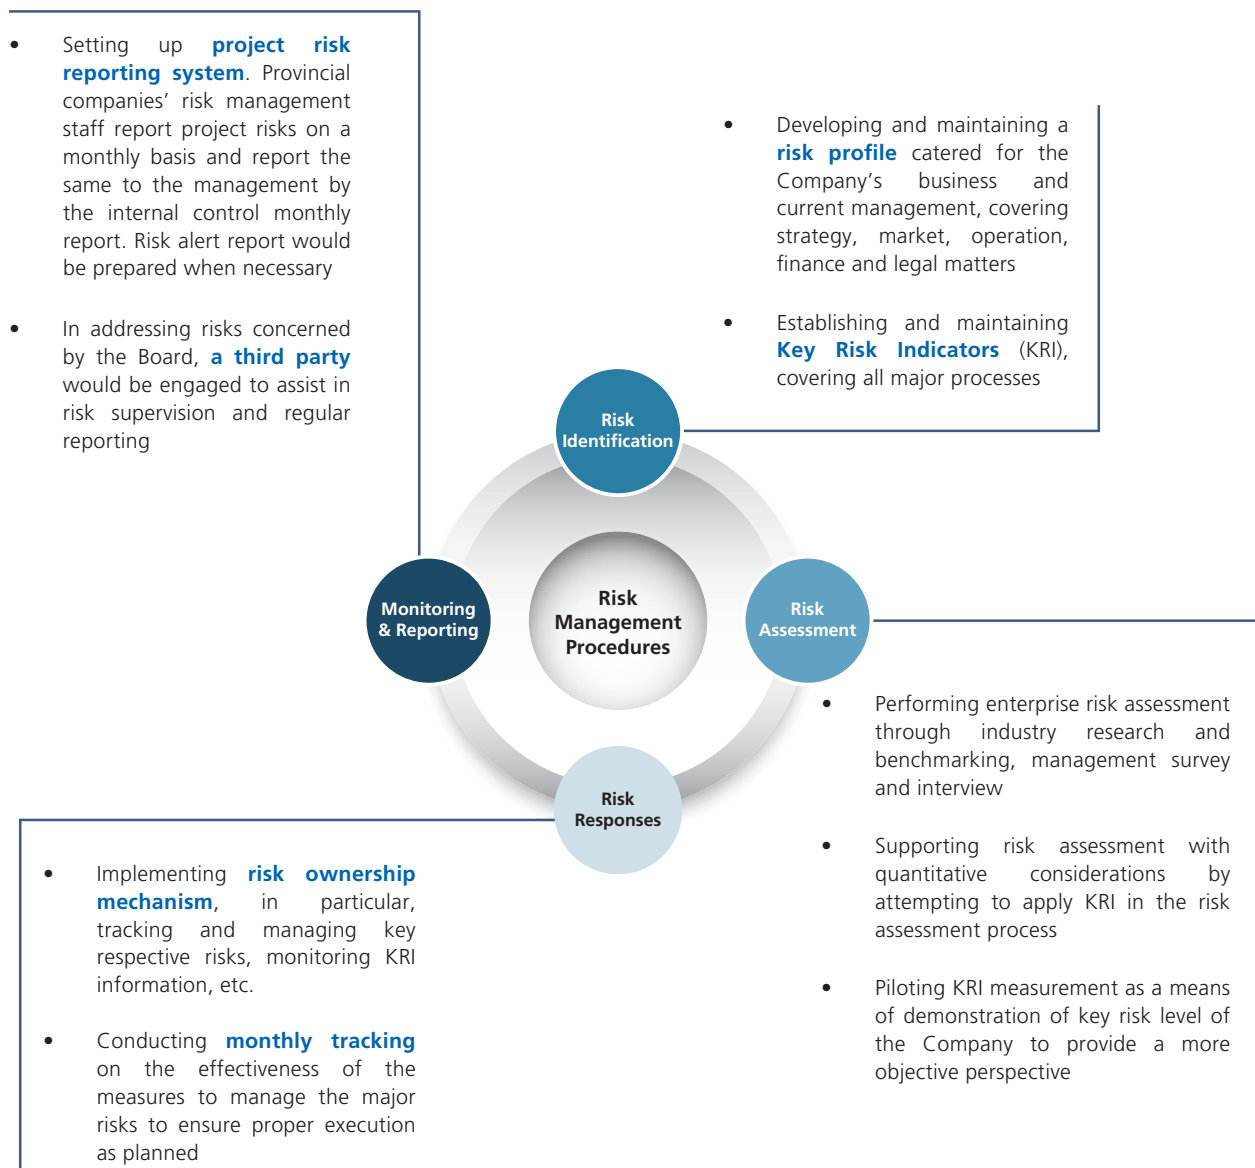 • Setting up project risk
reporting system. Provincial
companies’ risk management
staff report project risks on a
monthly basis and report the
same to the management by
the internal control monthly
report. Risk alert report would
be prepared when necessary
• In addressing risks concerned
by the Board, a third party
would be engaged to assist in
risk supervision and regular
reporting
• Developing and maintaining a
risk profile catered for the
Company’s business and
current management, covering
strategy, market, operation,
finance and legal matters
• Establishing and maintaining
Key Risk Indicators (KRI),
covering all major processes
Risk
Identification
Monitoring
& Reporting
Risk
Management
Procedures
Risk
Assessment
Risk
Responses
• Performing enterprise risk assessment
through industry research and
benchmarking, management survey
and interview
• Supporting risk assessment with
quantitative considerations by
attempting to apply KRI in the risk
assessment process
• Piloting KRI measurement as a means
of demonstration of key risk level of
the Company to provide a more
objective perspective
• Implementing risk ownership
mechanism, in particular,
tracking and managing key
respective risks, monitoring KRI
information, etc.
• Conducting monthly tracking
on the effectiveness of the
measures to manage the major
risks to ensure proper execution
as planned